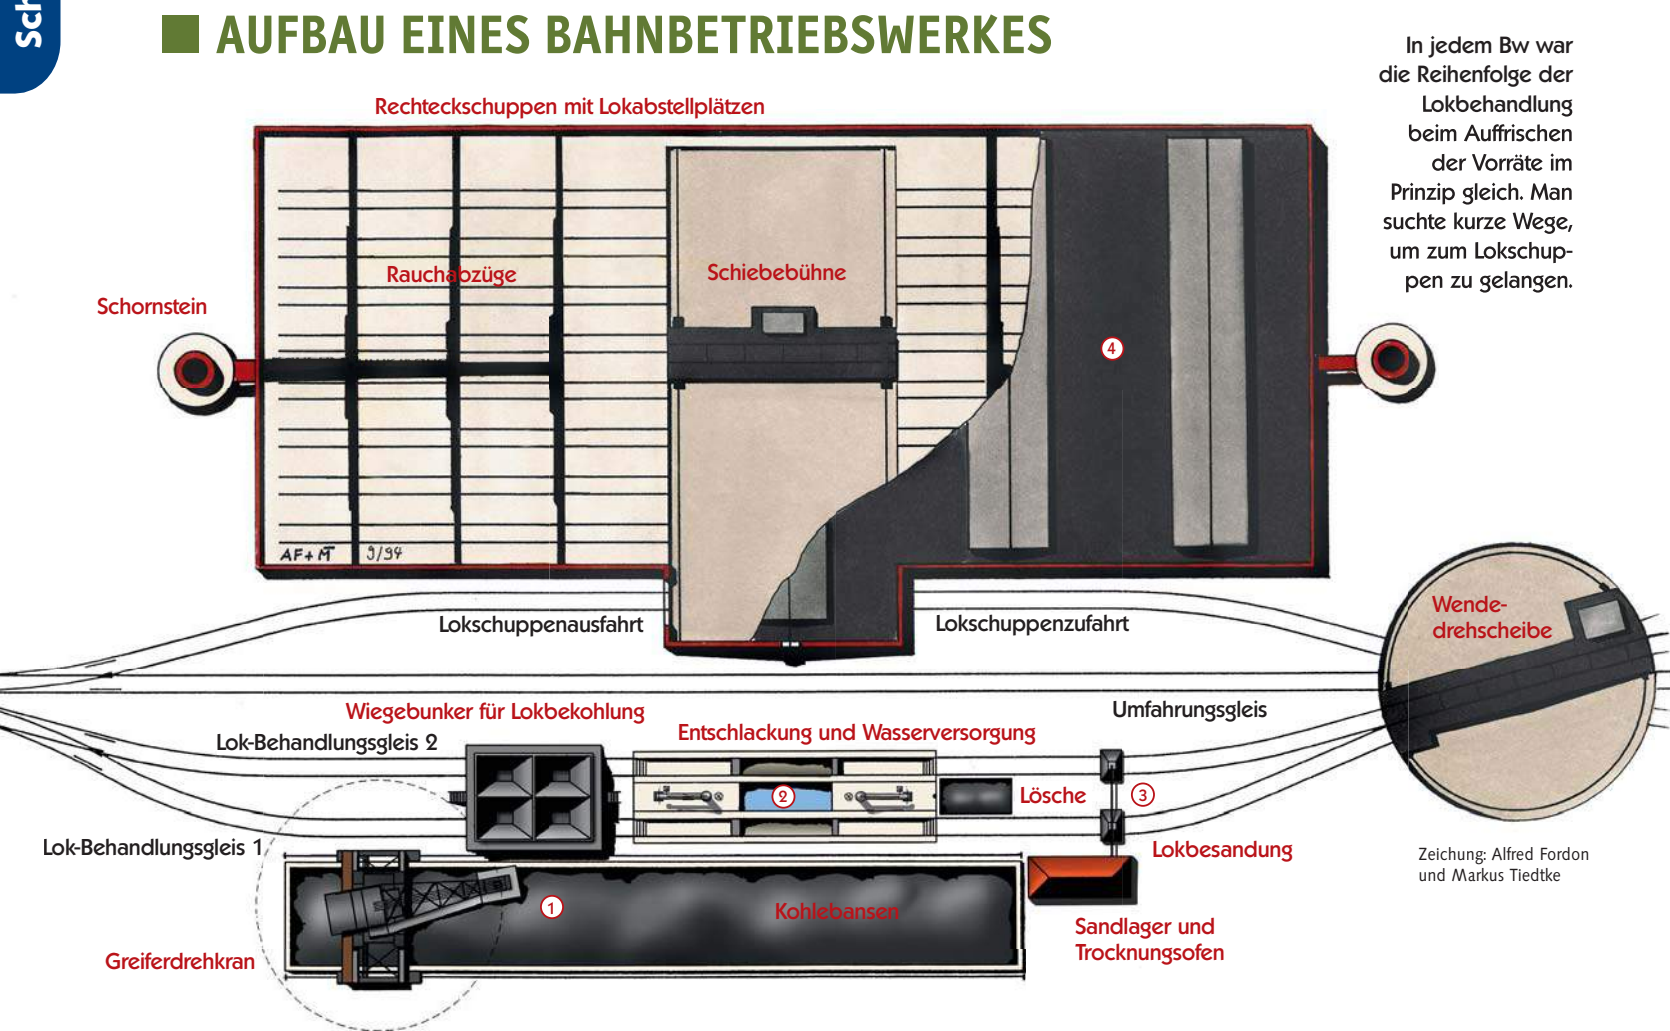 Sch
AUFBAU EINES BAHNBETRIEBSWERKES
In jedem Bw war
die Reihenfolge der
Lokbehandlung
beim Auffrischen
der Vorräte im
Prinzip gleich. Man
suchte kurze Wege,
um zum Lokschup-
pen zu gelangen.
Rechteckschuppen mit Lokabstellplätzen
Rauchabzüge
Schiebebühne
Schornstein
4
AF+M 9/94
Lokschuppenausfahrt
Lokschuppenzufahrt
Wende-
drehscheibe
Wiegebunker für Lokbekohlung
Umfahrungsgleis
Lok-Behandlungsgleis 2
Entschlackung und Wasserversorgung
2
Lösche
3
Lok-Behandlungsgleis 1
Lokbesandung
Zeichung: Alfred Fordon
und Markus Tiedtke
1
Kohlebansen
Sandlager und
Trocknungsofen
Greiferdrehkran